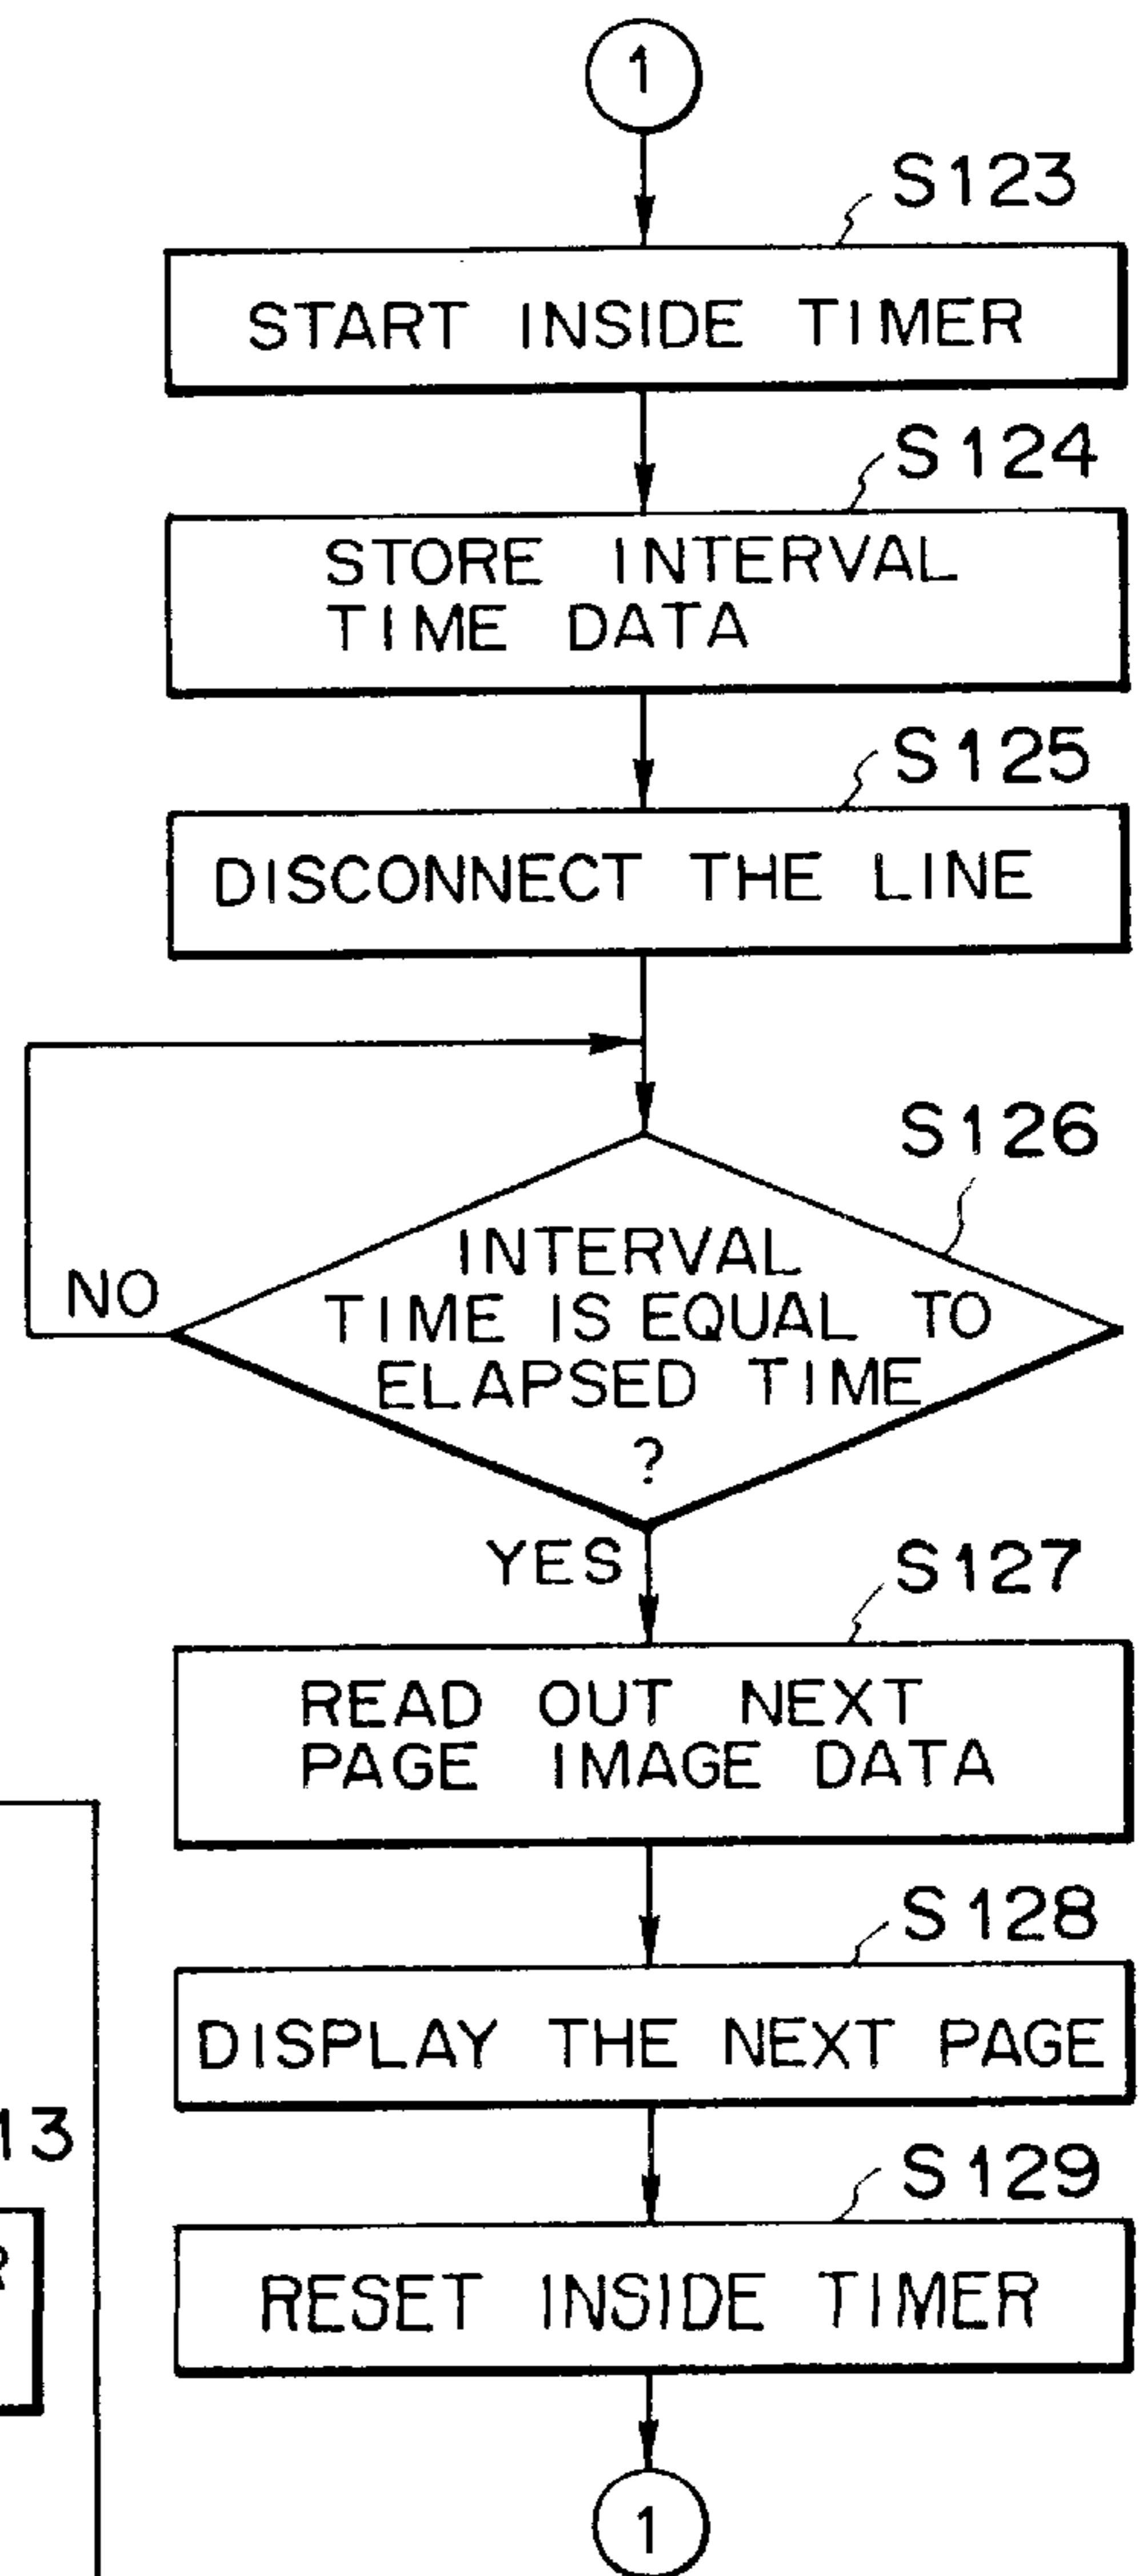 1
S123
START INSIDE TIMER
S124
STORE INTERVAL
TIME DATA
S125
DISCONNECT THE LINE
S126
INTERVAL
TIME IS EQUAL TO
ELAPSED TIME
?
NO
YES
S127
READ OUT NEXT
PAGE IMAGE DATA
S128
DISPLAY THE NEXT PAGE
13
S129
RESET INSIDE TIMER
1